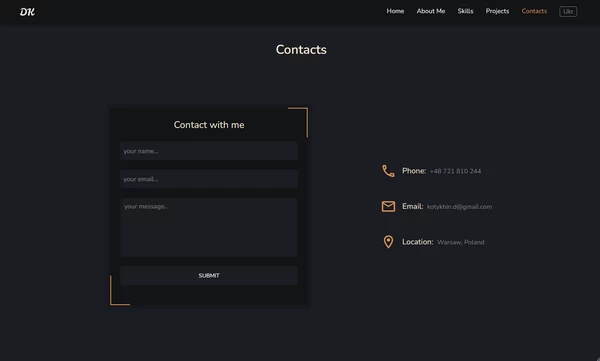 DK
Home About Me Skills Projects Contacts Ukr
Contacts
Contact with me
your name...
your email...
your message...
SUBMIT
Phone: +48 721 810 244
Email: kotykhin.d@gmail.com
Location: Warsaw, Poland